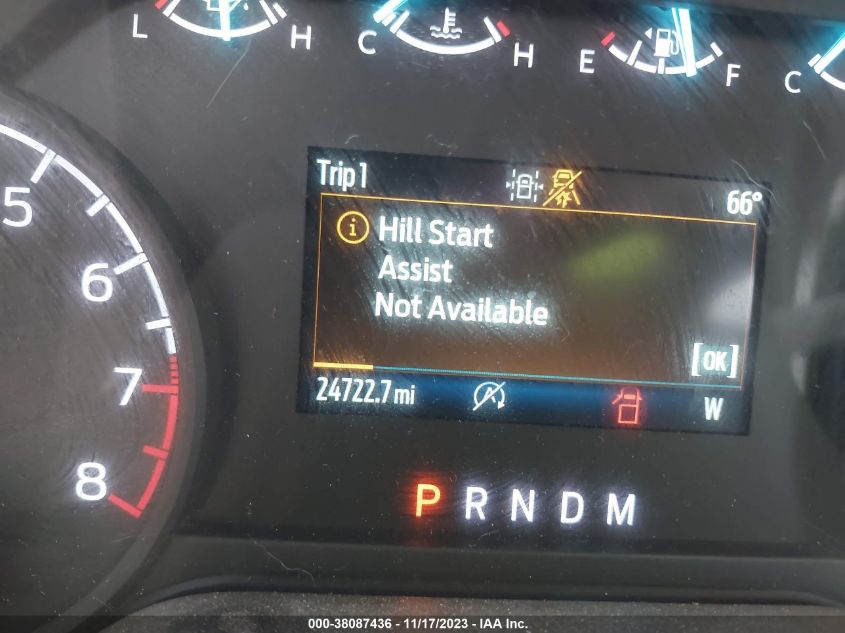 L H C H E F C
5
6
7
8
Trip 1 66°
Hill Start
Assist
Not Available
[OK]
24722.7 mi A W
P R N D M
000-38087436 - 11/17/2023 - IAA Inc.